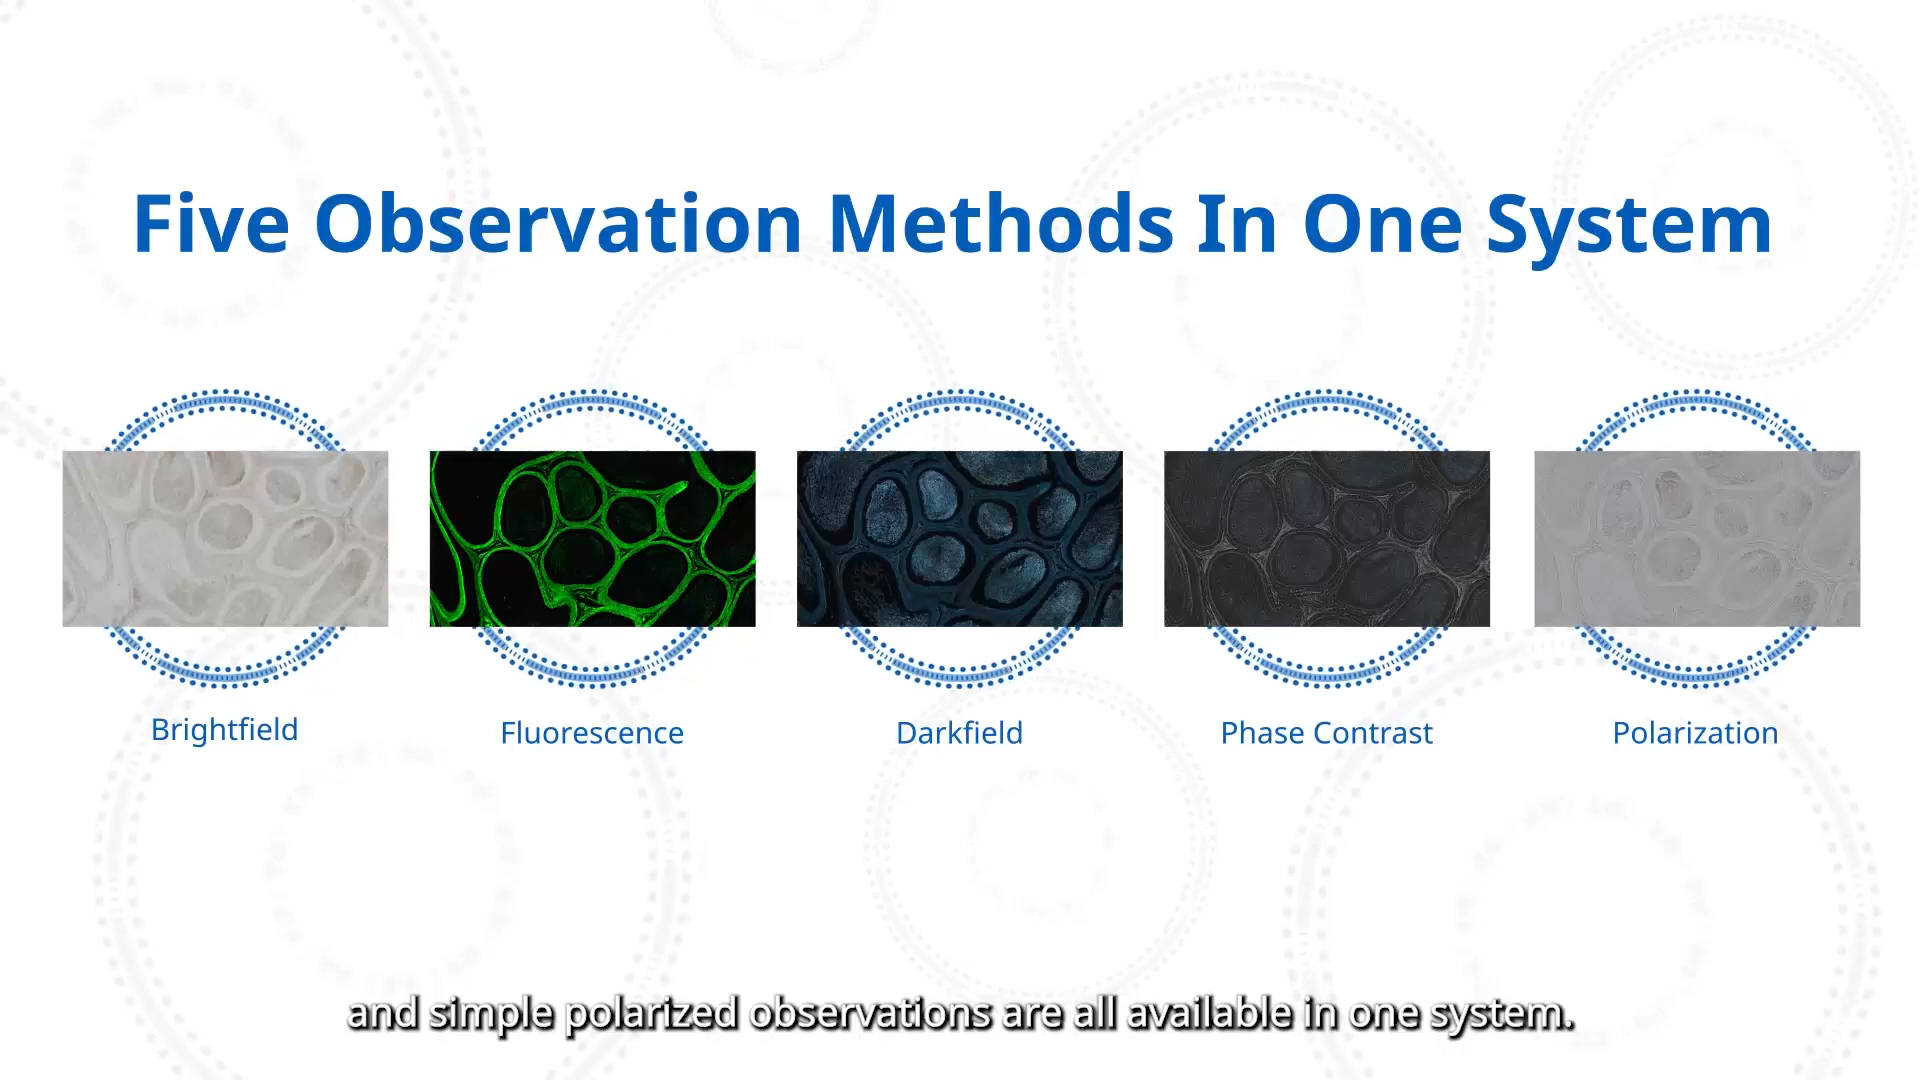 Five Observation Methods In One System
Brightfield
Fluorescence
Darkfield
Phase Contrast
Polarization
and simple polarized observations are all available in one system.